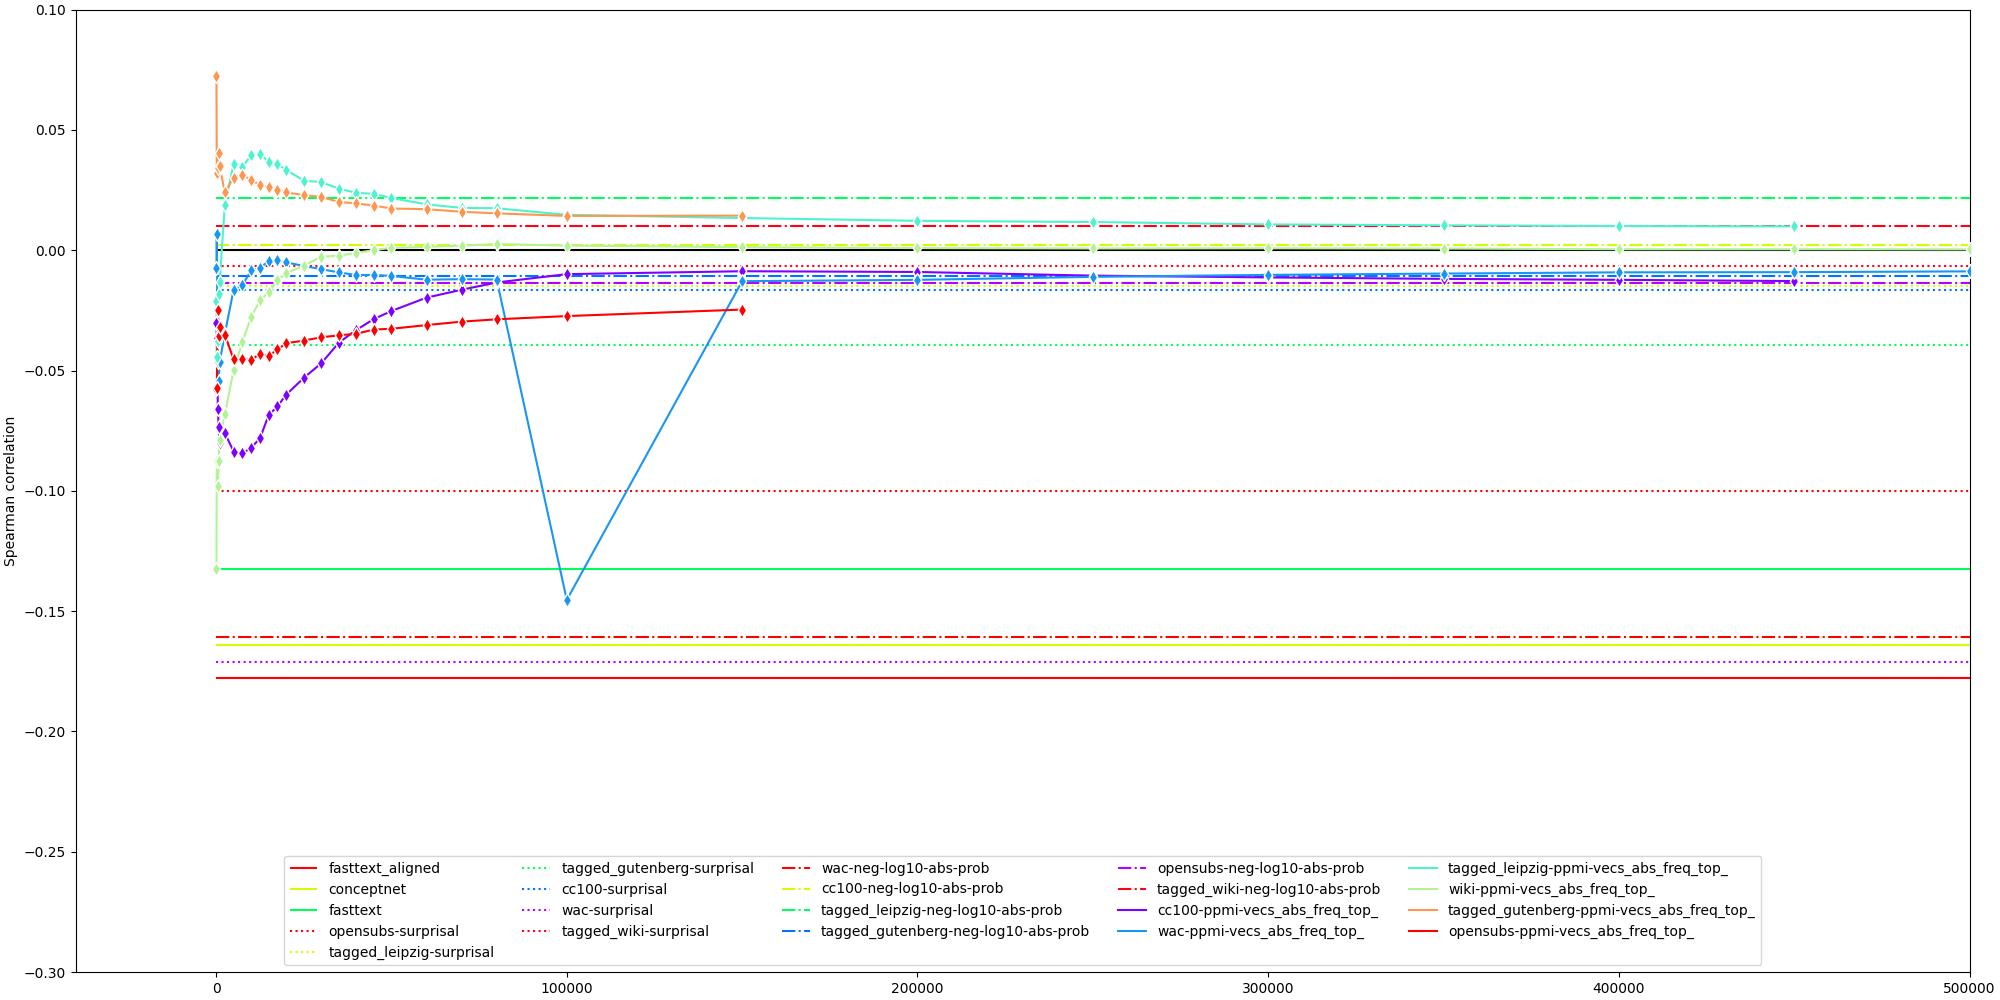 0.10
0.05
0.00
−0.05
−0.10
−0.15
−0.20
−0.25
−0.30
Spearman correlation
fasttext_aligned
conceptnet
fasttext
opensubs-surprisal
tagged_leipzig-surprisal
tagged_gutenberg-surprisal
cc100-surprisal
wac-surprisal
tagged_wiki-surprisal
wac-neg-log10-abs-prob
cc100-neg-log10-abs-prob
tagged_leipzig-neg-log10-abs-prob
tagged_gutenberg-neg-log10-abs-prob
opensubs-neg-log10-abs-prob
tagged_wiki-neg-log10-abs-prob
cc100-ppmi-vecs_abs_freq_top_
wac-ppmi-vecs_abs_freq_top_
tagged_leipzig-ppmi-vecs_abs_freq_top_
wiki-ppmi-vecs_abs_freq_top_
tagged_gutenberg-ppmi-vecs_abs_freq_top_
opensubs-ppmi-vecs_abs_freq_top_
0 100000 200000 300000 400000 500000